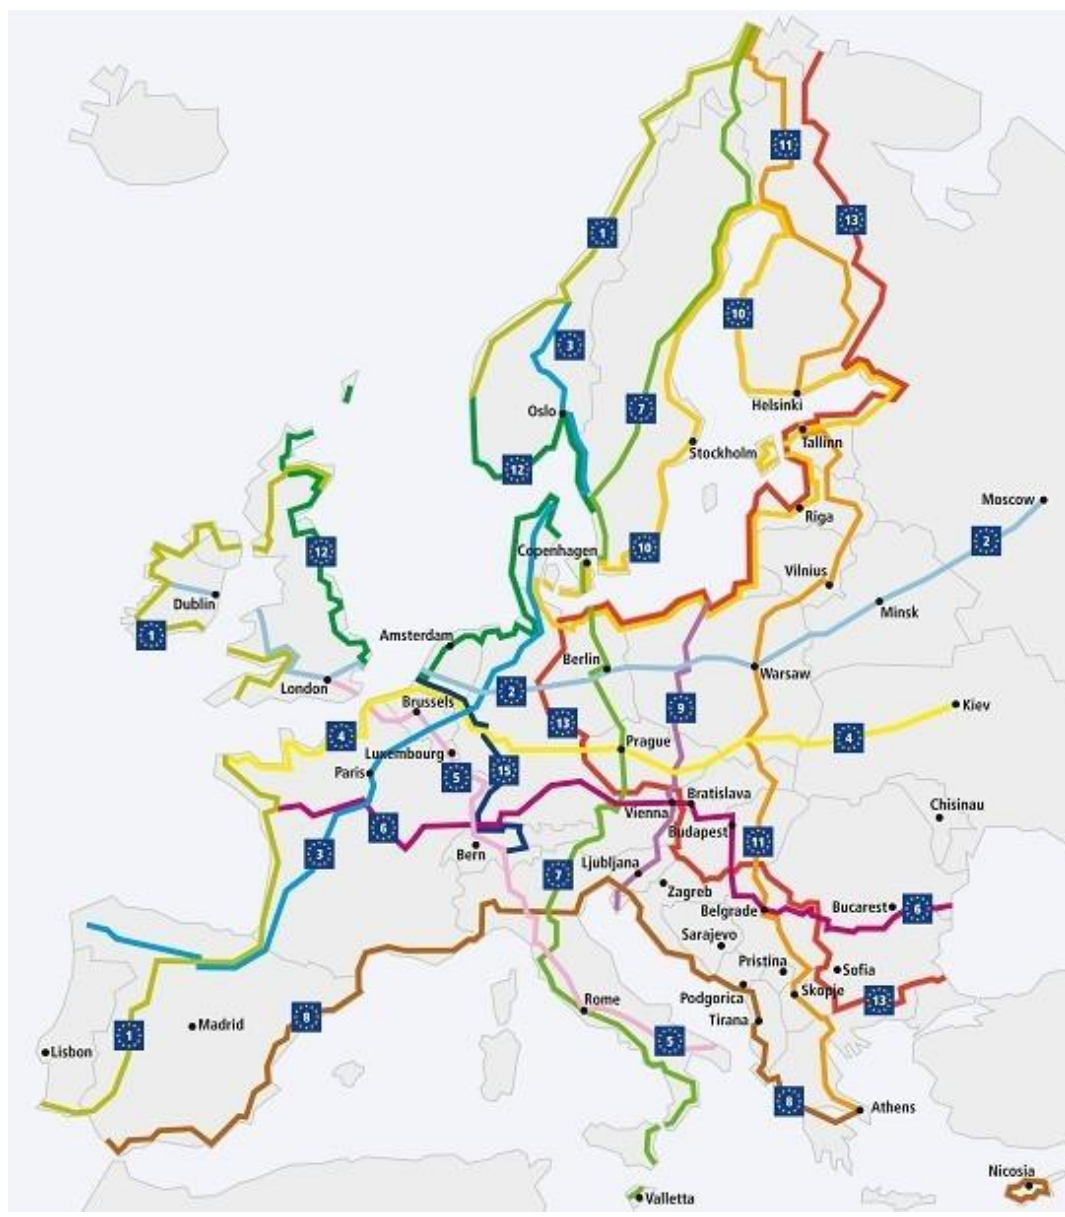 11
13
1
10
3
Oslo
7
Helsinki
Tallinn
Stockholm
12
Moscow
Riga
2
10
12
Copenhagen
Vilnius
Dublin
Minsk
1
Amsterdam
Berlin
Warsaw
London
2
Brussels
9
Kiev
13
4
4
Luxembourg
Prague
15
Paris
5
Bratislava
Vienna
Chisinau
6
Budapest
11
Bern
3
Ljubljana
7
Zagreb
Belgrade
Bucarest
6
Sarajevo
Pristina
Sofia
Podgorica
Skopje
13
Rome
8
Tirana
Madrid
1
5
Lisbon
8
Athens
Nicosia
Valletta